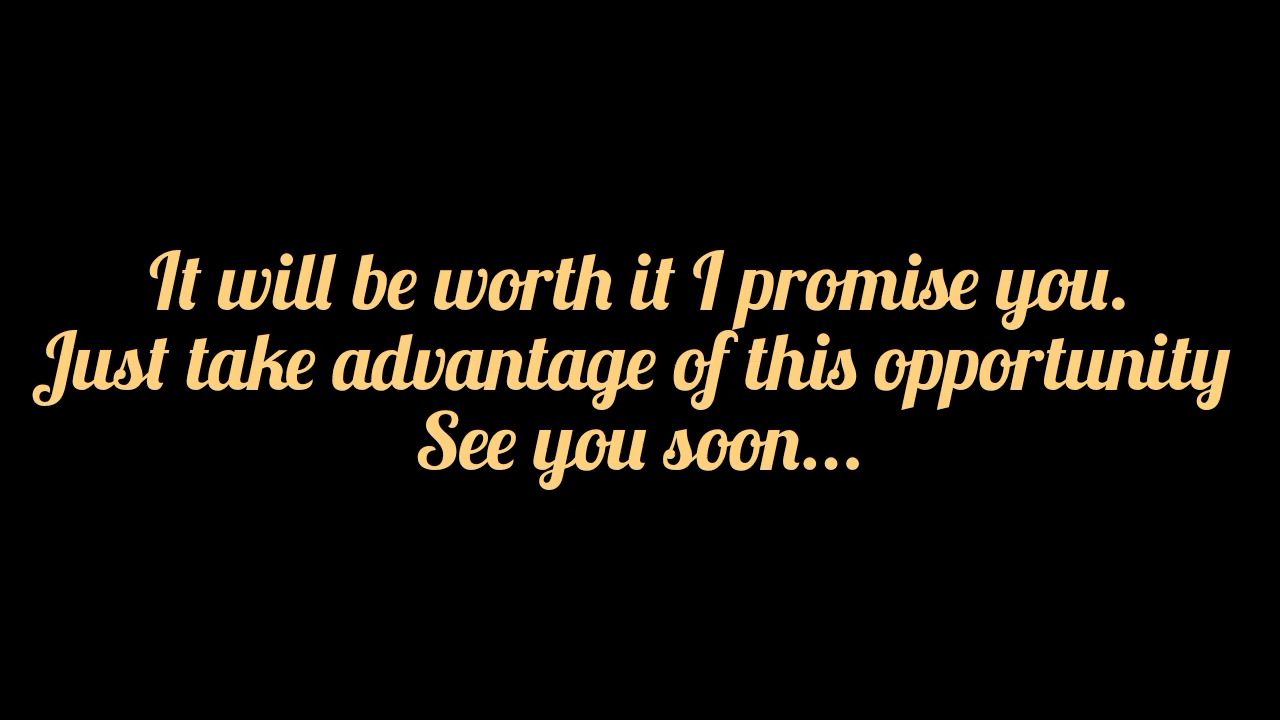 It will be worth it I promise you.
Just take advantage of this opportunity
See you soon...